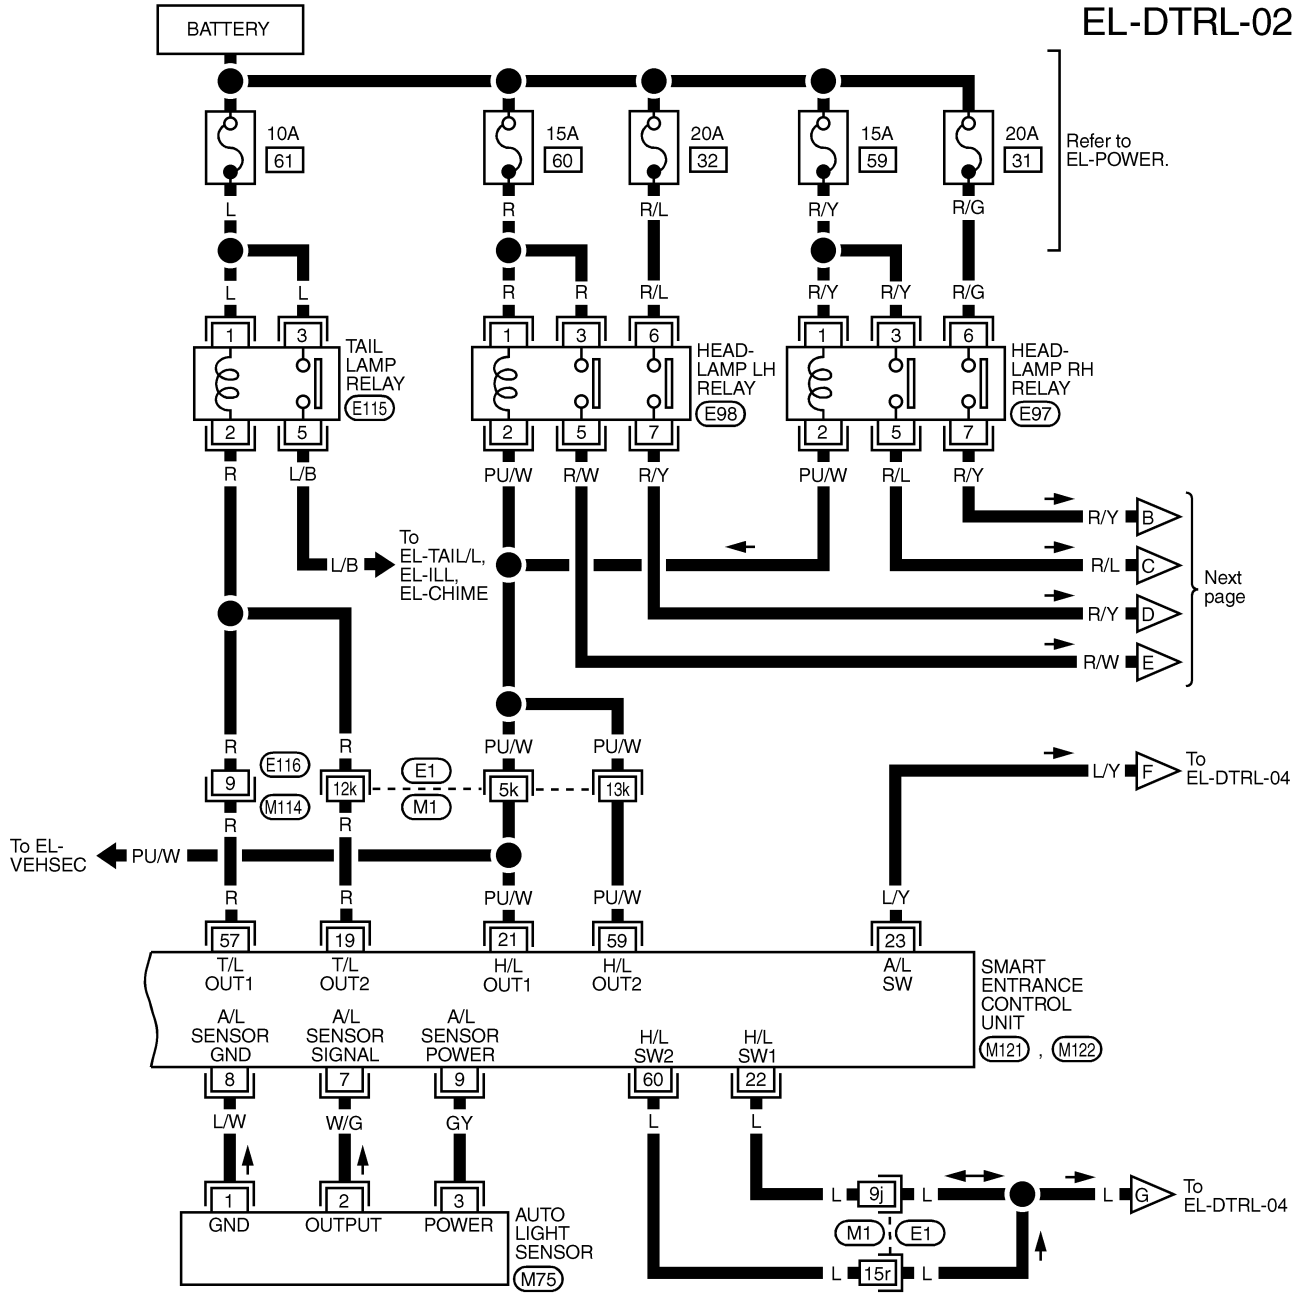 EL-DTRL-02
BATTERY
10A
61
15A
60
20A
32
15A
59
20A
31
Refer to
EL-POWER.
L
R
R/L
R/Y
R/G
L
L
R
R
R/L
R/Y
R/Y
R/G
1
3
1
3
6
1
3
6
TAIL
LAMP
RELAY
E115
HEAD-
LAMP LH
RELAY
E98
HEAD-
LAMP RH
RELAY
E97
2
5
2
5
7
2
5
7
R
L/B
PU/W
R/W
R/Y
PU/W
R/L
R/Y
R/Y
B
L/B
To
EL-TAIL/L,
EL-ILL,
EL-CHIME
R/L
C
R/Y
D
R/W
E
Next
page
R
R
PU/W
PU/W
9
E116
M114
12k
E1
M1
5k
13k
L/Y
F
To
EL-DTRL-04
R
R
To EL-
VEHSEC
PU/W
R
R
PU/W
PU/W
L/Y
57
19
21
59
23
T/L
OUT1
T/L
OUT2
H/L
OUT1
H/L
OUT2
A/L
SW
SMART
ENTRANCE
CONTROL
UNIT
M121
,
M122
A/L
SENSOR
GND
A/L
SENSOR
SIGNAL
A/L
SENSOR
POWER
H/L
SW2
H/L
SW1
8
7
9
60
22
L/W
W/G
GY
L
L
1
2
3
GND
OUTPUT
POWER
AUTO
LIGHT
SENSOR
M75
L
9j
L
L
G
To
EL-DTRL-04
M1
E1
L
15r
L